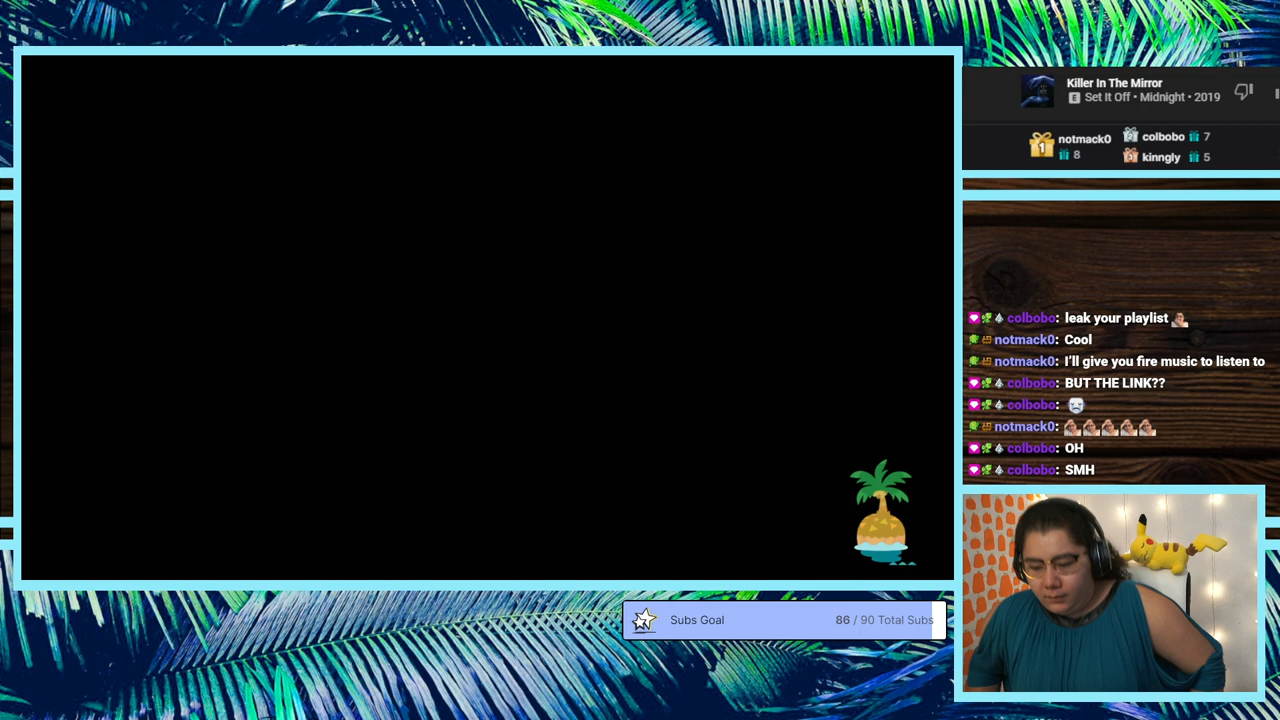 Killer In The Mirror
E Set It Off • Midnight • 2019
1 notmack0
8
colbobo 7
kinngly 5
colbobo: leak your playlist
notmack0: Cool
notmack0: I'll give you fire music to listen to
colbobo: BUT THE LINK??
colbobo:
notmack0:
colbobo: OH
colbobo: SMH
Subs Goal 86 / 90 Total Subs